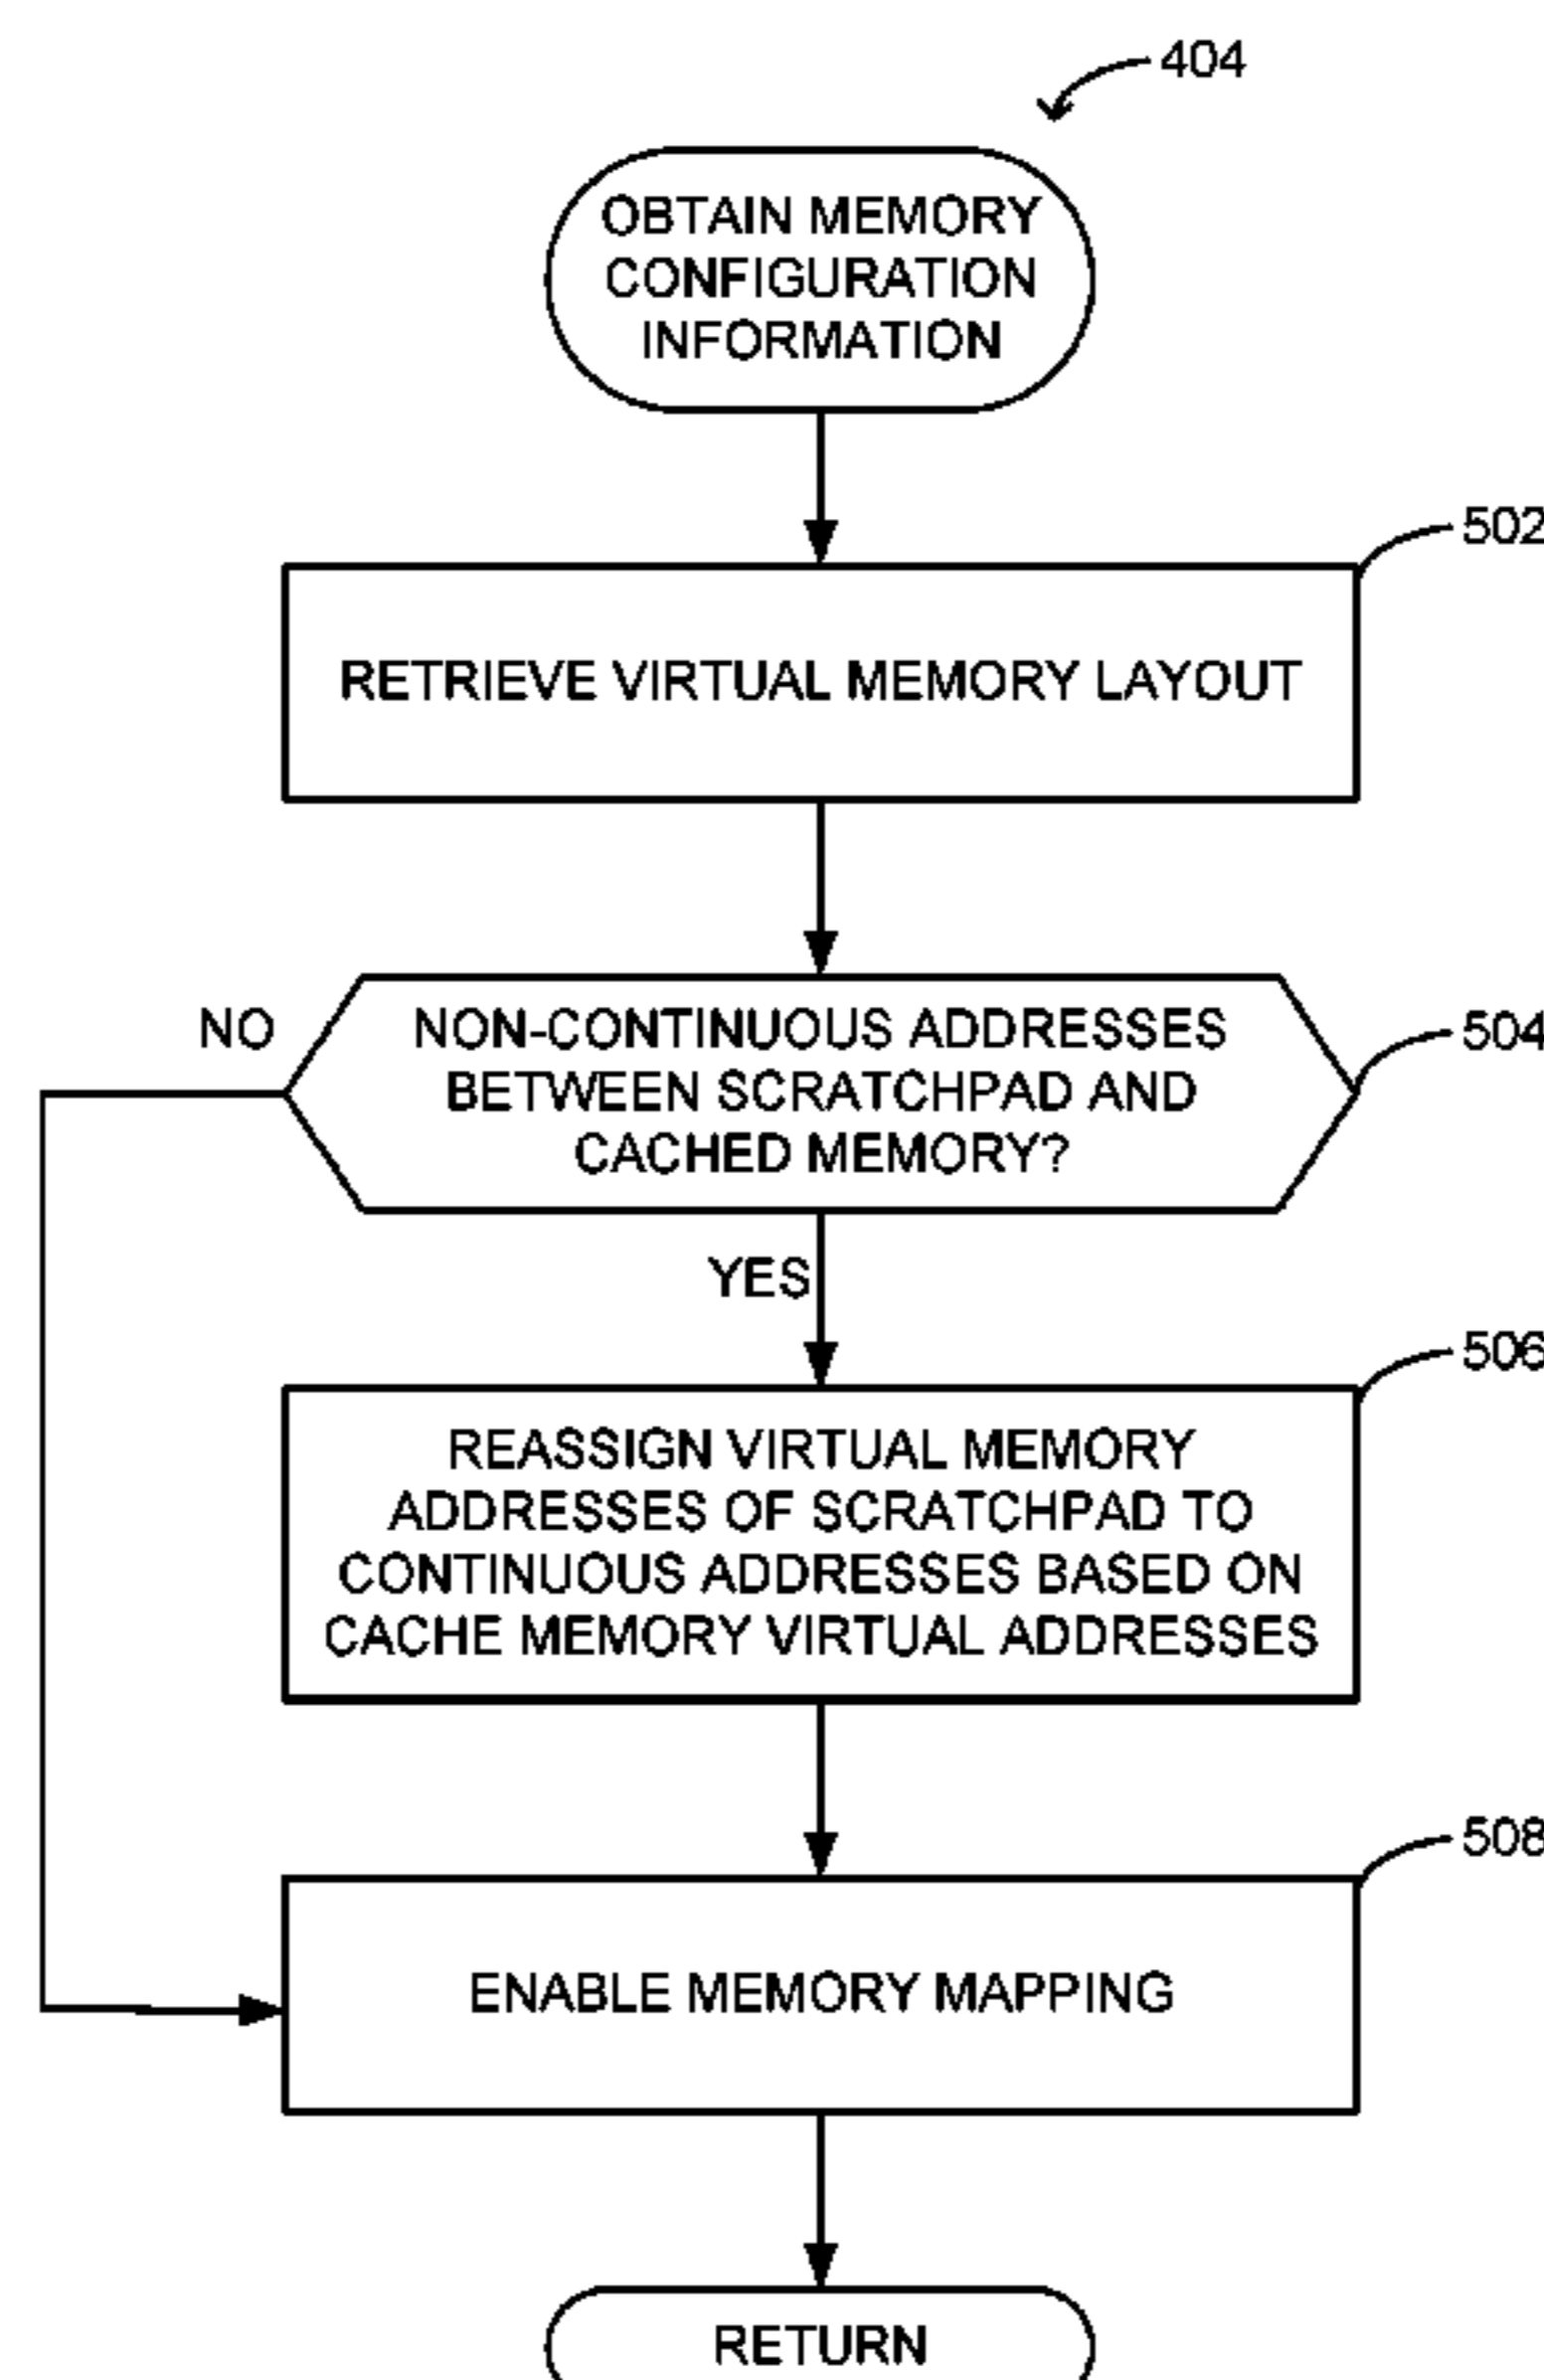 404
OBTAIN MEMORY
CONFIGURATION
INFORMATION
502
RETRIEVE VIRTUAL MEMORY LAYOUT
NO
NON-CONTINUOUS ADDRESSES
BETWEEN SCRATCHPAD AND
CACHED MEMORY?
504
YES
506
REASSIGN VIRTUAL MEMORY
ADDRESSES OF SCRATCHPAD TO
CONTINUOUS ADDRESSES BASED ON
CACHE MEMORY VIRTUAL ADDRESSES
508
ENABLE MEMORY MAPPING
RETURN